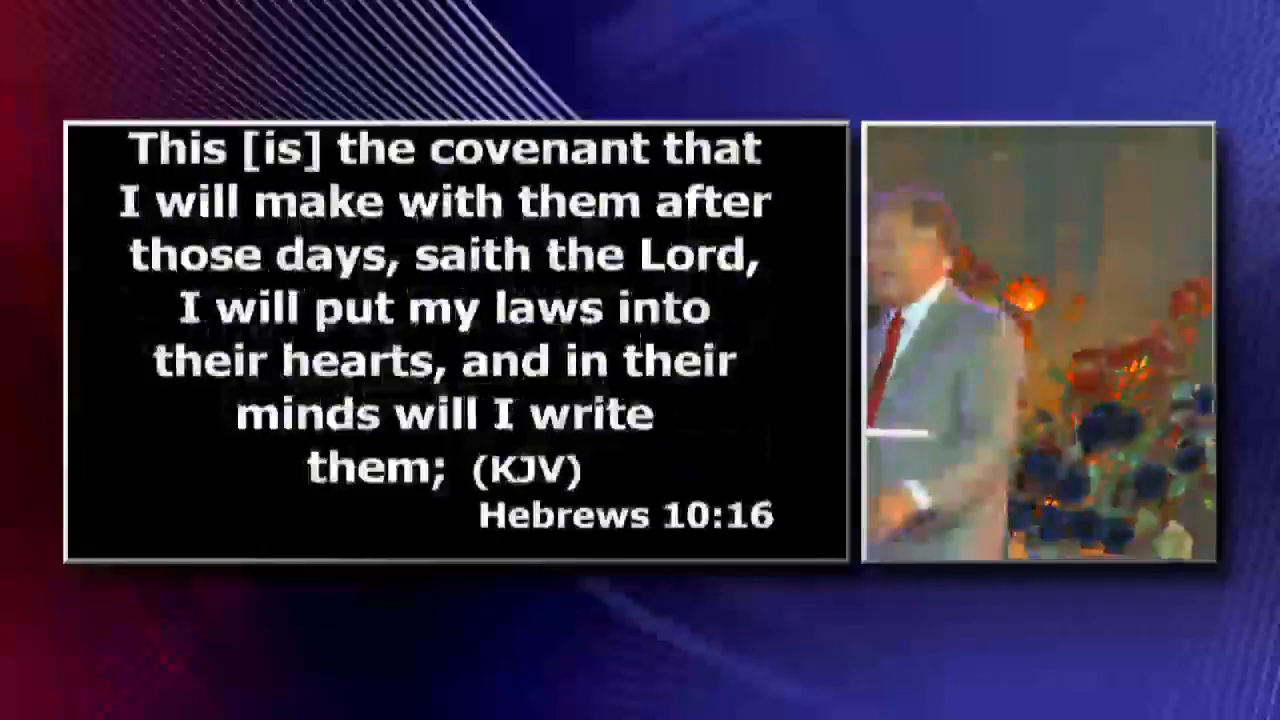 This [is] the covenant that
I will make with them after
those days, saith the Lord,
I will put my laws into
their hearts, and in their
minds will I write
them; (KJV)
Hebrews 10:16